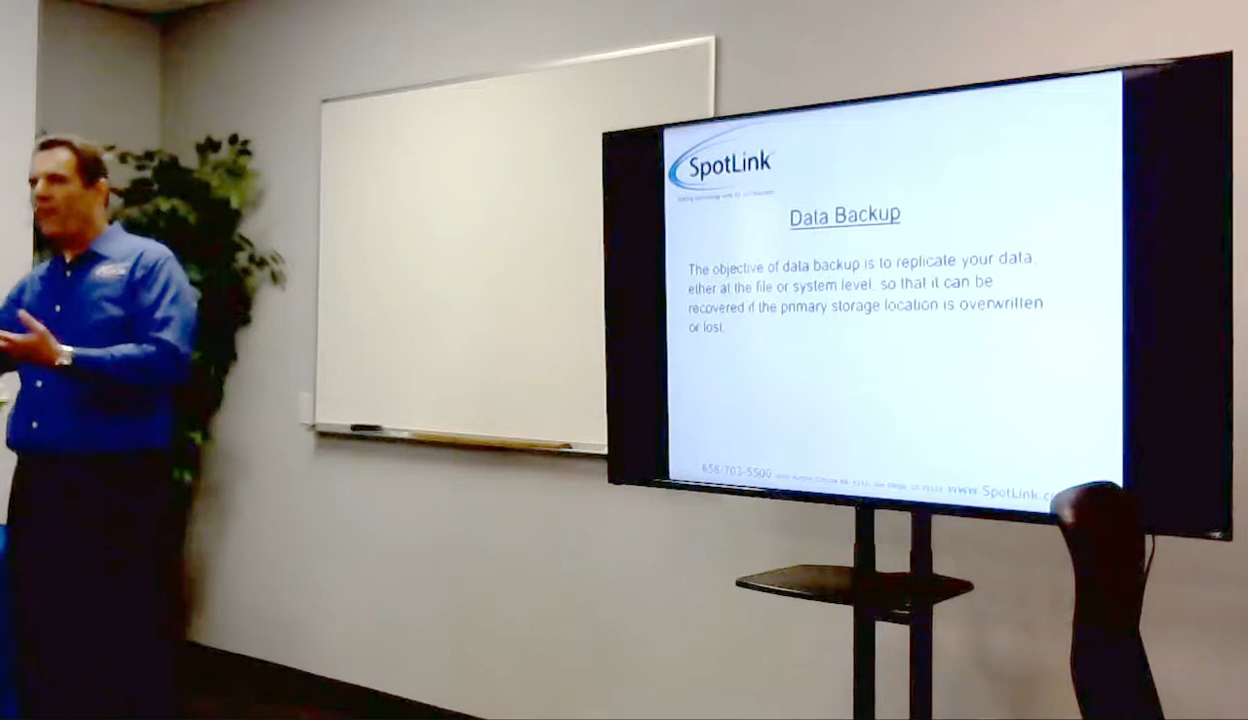 SpotLink
Data Backup
The objective of data backup is to replicate your data,
ether at the file or system level, so that it can be
recovered if the primary storage location is overwritten
or lost.
858/703-5500 www.SpotLink.c